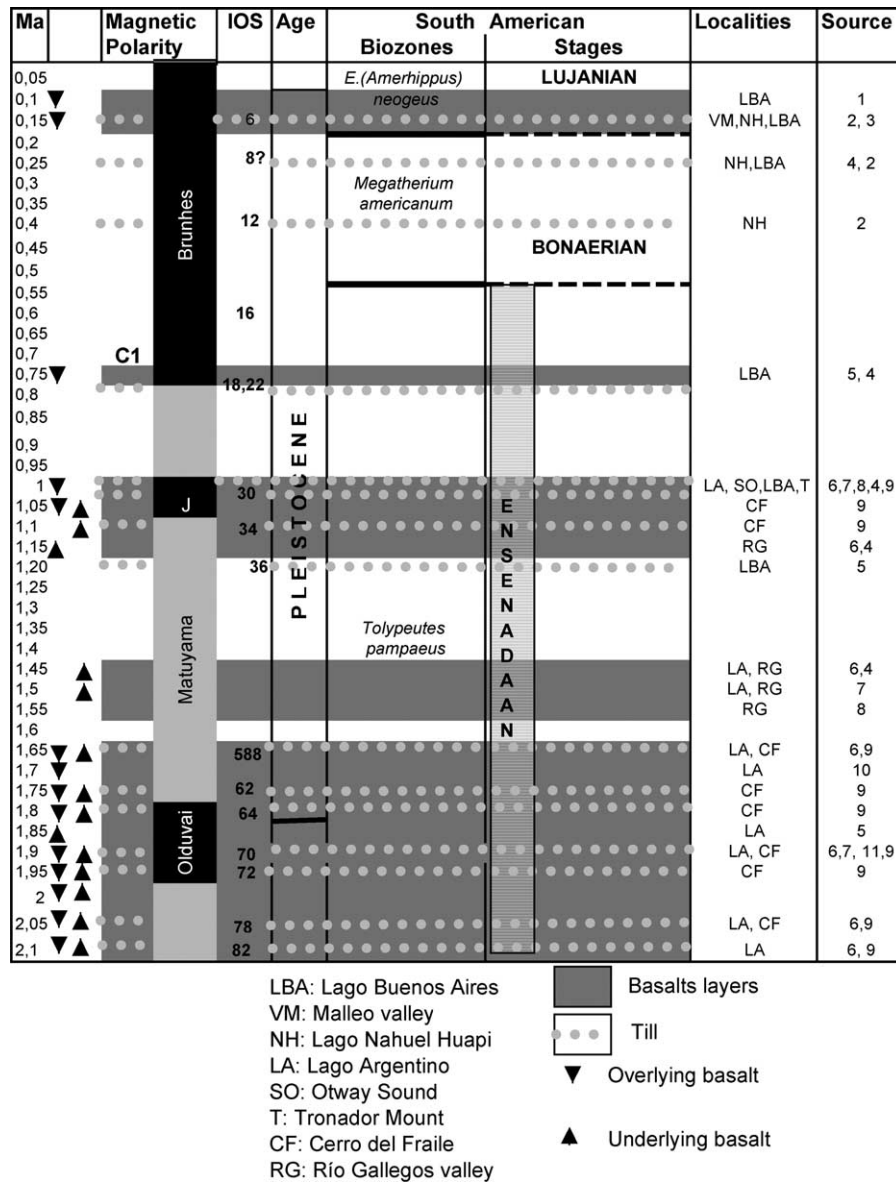 Ma Magnetic Polarity IOS Age South American Biozones Stages Localities Source
0,05 E.(Amerhippus) LUJANIAN
0,1 neogeus LBA 1
0,15 6 VM,NH,LBA 2, 3
0,2
0,25 8? NH,LBA 4, 2
0,3 Megatherium
0,35 americanum
0,4 12 NH 2
0,45 BONAERIAN
0,5
0,55
0,6 16
0,65
0,7 C1
0,75 LBA 5, 4
18,22
0,8
0,85
0,9
0,95
1 30 LA, SO,LBA,T 6,7,8,4,9
1,05 J CF 9
1,1 34 CF 9
1,15 RG 6,4
1,20 36 LBA 5
1,25
1,3
1,35 Tolypeutes
1,4 pampaeus
1,45 LA, RG 6,4
1,5 LA, RG 7
1,55 RG 8
1,6
1,65 588 LA, CF 6,9
1,7 LA 10
1,75 62 CF 9
1,8 64 CF 9
1,85 LA 5
1,9 70 LA, CF 6,7, 11,9
1,95 72 CF 9
2
2,05 78 LA, CF 6,9
2,1 82 LA 6, 9
Brunhes
Matuyama
Olduvai
PLEISTOCENE
ENSENADAAN
LBA: Lago Buenos Aires
VM: Malleo valley
NH: Lago Nahuel Huapi
LA: Lago Argentino
SO: Otway Sound
T: Tronador Mount
CF: Cerro del Fraile
RG: Río Gallegos valley
Basalts layers
Till
Overlying basalt
Underlying basalt